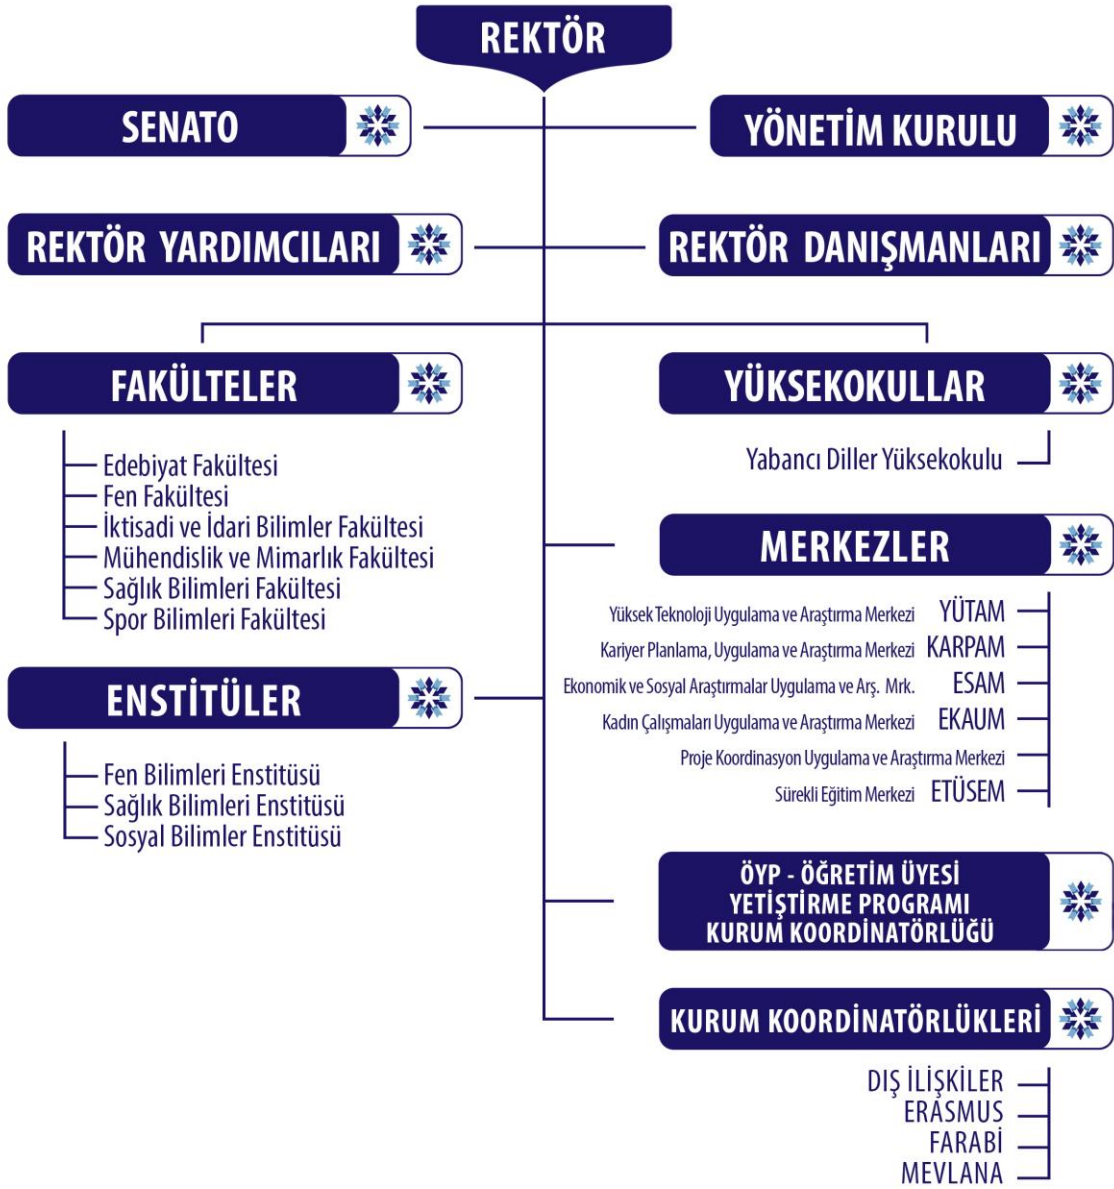 REKTÖR
SENATO
YÖNETİM KURULU
REKTÖR YARDIMCILARI
REKTÖR DANIŞMANLARI
FAKÜLTELER
Edebiyat Fakültesi
Fen Fakültesi
İktisadi ve İdari Bilimler Fakültesi
Mühendislik ve Mimarlık Fakültesi
Sağlık Bilimleri Fakültesi
Spor Bilimleri Fakültesi
YÜKSEKOKULLAR
Yabancı Diller Yüksekokulu
MERKEZLER
Yüksek Teknoloji Uygulama ve Araştırma Merkezi YÜTAM
Kariyer Planlama, Uygulama ve Araştırma Merkezi KARPAM
Ekonomik ve Sosyal Araştırmalar Uygulama ve Arş. Mrk. ESAM
Kadın Çalışmaları Uygulama ve Araştırma Merkezi EKAUM
Proje Koordinasyon Uygulama ve Araştırma Merkezi
Sürekli Eğitim Merkezi ETÜSEM
ENSTİTÜLER
Fen Bilimleri Enstitüsü
Sağlık Bilimleri Enstitüsü
Sosyal Bilimler Enstitüsü
ÖYP - ÖĞRETİM ÜYESİ
YETİŞTİRME PROGRAMI
KURUM KOORDİNATÖRLÜĞÜ
KURUM KOORDİNATÖRLÜKLERİ
DIŞ İLİŞKİLER
ERASMUS
FARABİ
MEVLANA